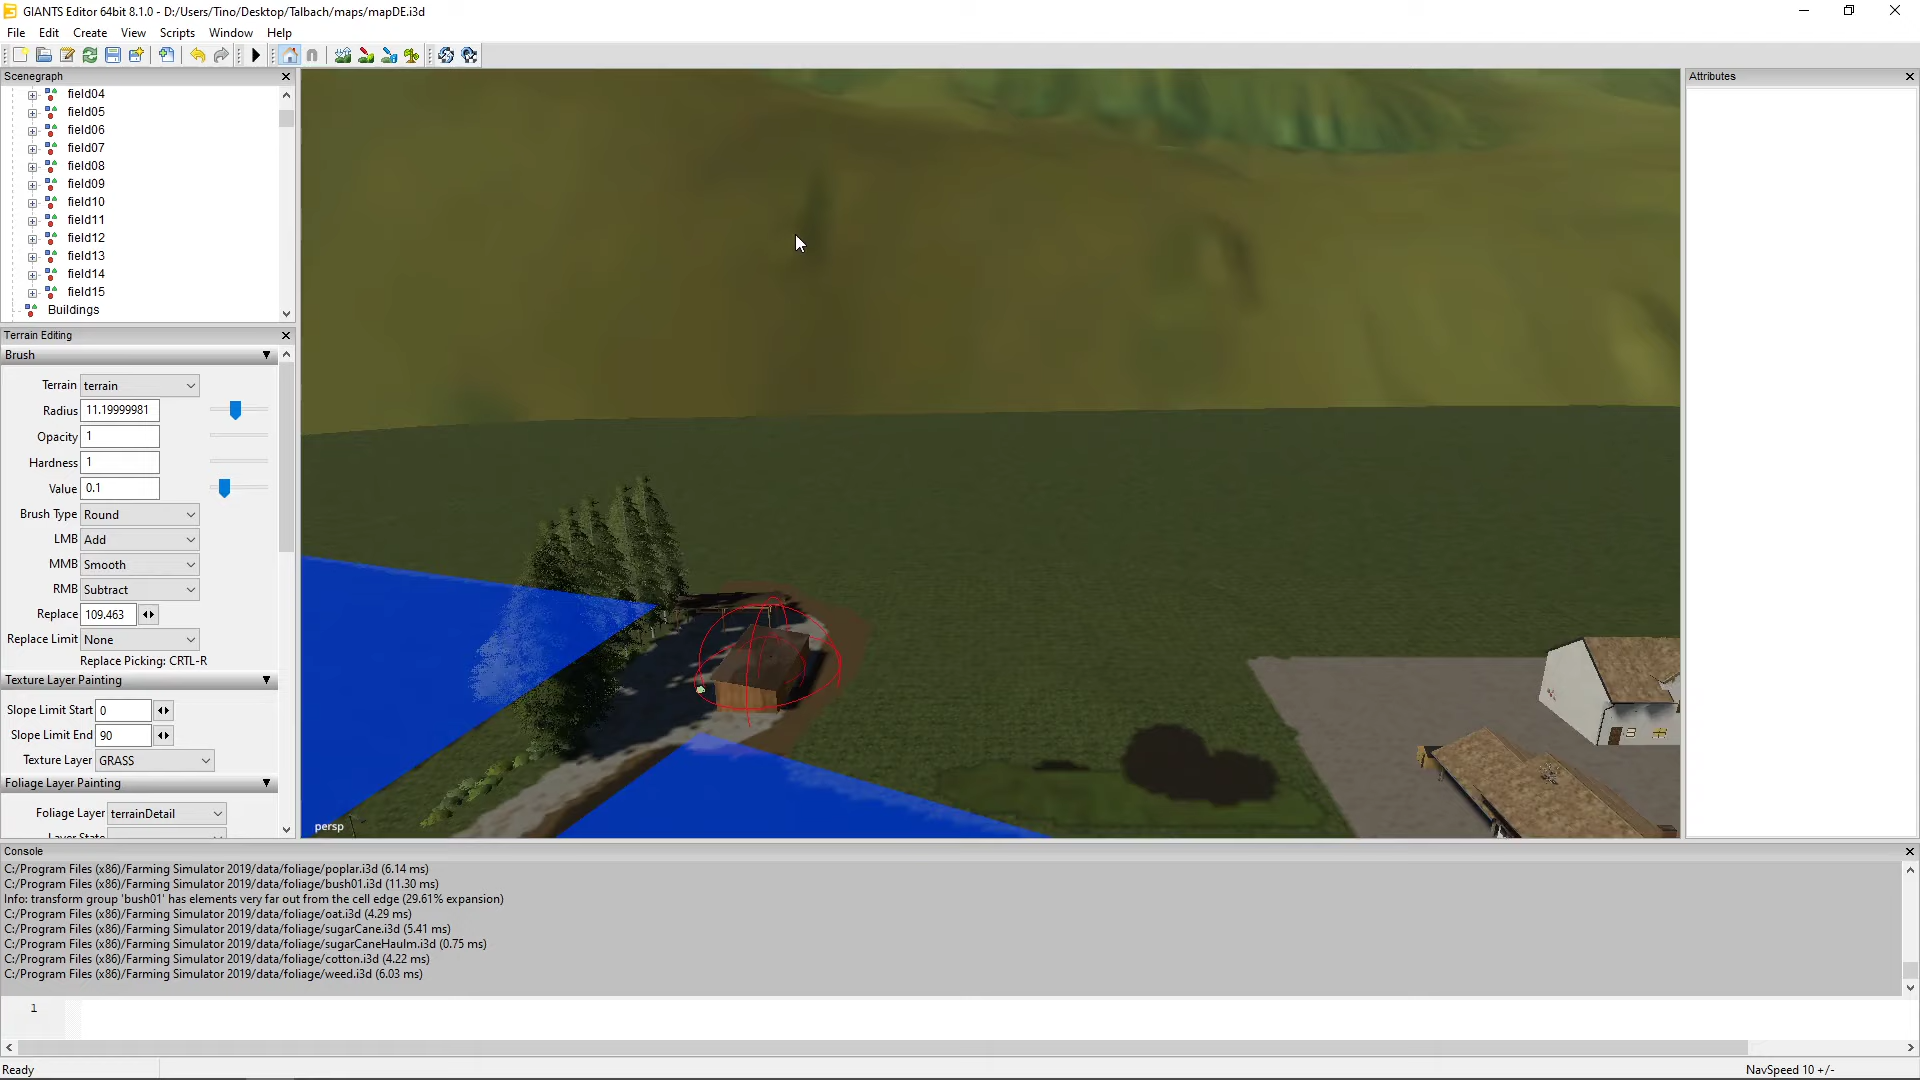 GIANTS Editor 64bit 8.1.0 - D:/Users/Tino/Desktop/Talbach/maps/mapDE.i3d
File Edit Create View Scripts Window Help
Scenegraph
field04
field05
field06
field07
field08
field09
field10
field11
field12
field13
field14
field15
Buildings
Terrain Editing
Brush
Terrain terrain
Radius 11.19999981
Opacity 1
Hardness 1
Value 0.1
Brush Type Round
LMB Add
MMB Smooth
RMB Subtract
Replace 109.463
Replace Limit None
Replace Picking: CRTL-R
Texture Layer Painting
Slope Limit Start 0
Slope Limit End 90
Texture Layer GRASS
Foliage Layer Painting
Foliage Layer terrainDetail
Layer State
persp
Attributes
Console
C:/Program Files (x86)/Farming Simulator 2019/data/foliage/poplar.i3d (6.14 ms)
C:/Program Files (x86)/Farming Simulator 2019/data/foliage/bush01.i3d (11.30 ms)
Info: transform group 'bush01' has elements very far out from the cell edge (29.61% expansion)
C:/Program Files (x86)/Farming Simulator 2019/data/foliage/oat.i3d (4.29 ms)
C:/Program Files (x86)/Farming Simulator 2019/data/foliage/sugarCane.i3d (5.41 ms)
C:/Program Files (x86)/Farming Simulator 2019/data/foliage/sugarCaneHaulm.i3d (0.75 ms)
C:/Program Files (x86)/Farming Simulator 2019/data/foliage/cotton.i3d (4.22 ms)
C:/Program Files (x86)/Farming Simulator 2019/data/foliage/weed.i3d (6.03 ms)
1
Ready
NavSpeed 10 +/-